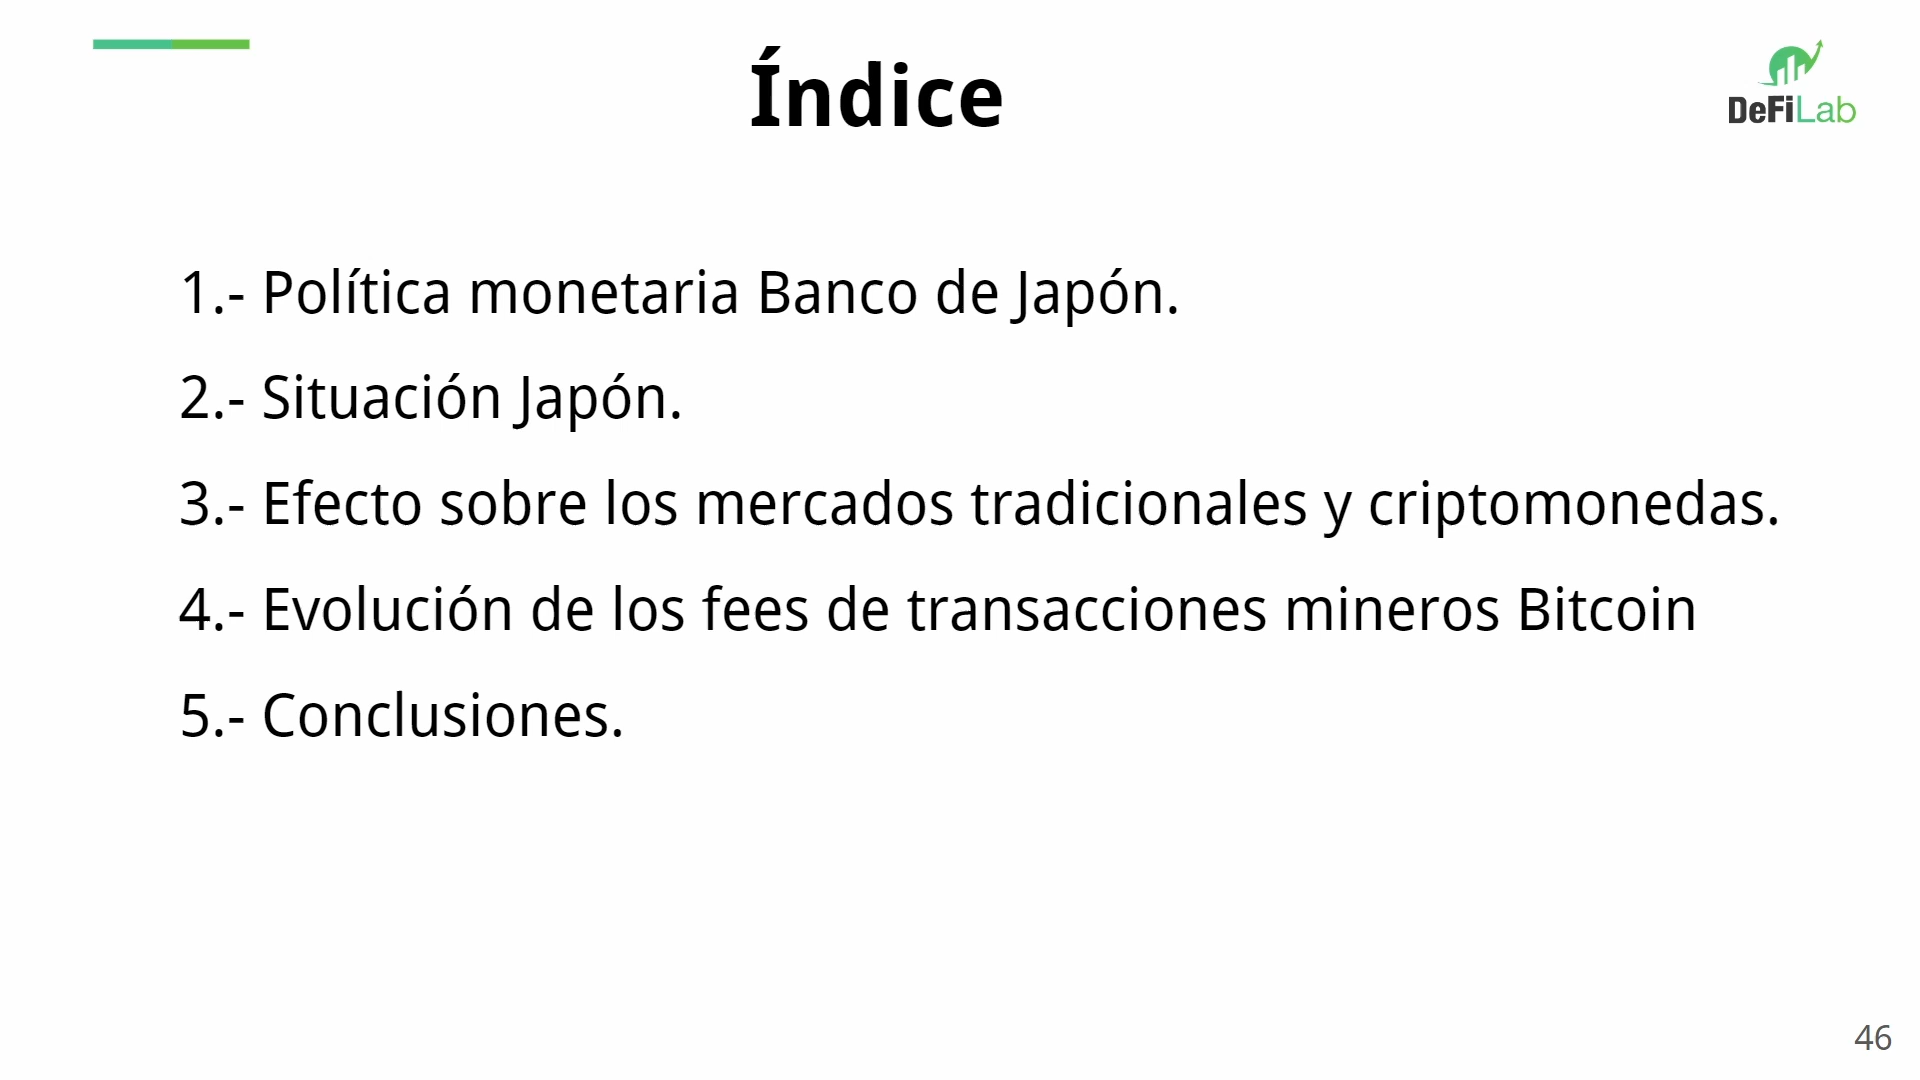 Índice
DeFiLab
1.- Política monetaria Banco de Japón.
2.- Situación Japón.
3.- Efecto sobre los mercados tradicionales y criptomonedas.
4.- Evolución de los fees de transacciones mineros Bitcoin
5.- Conclusiones.
46